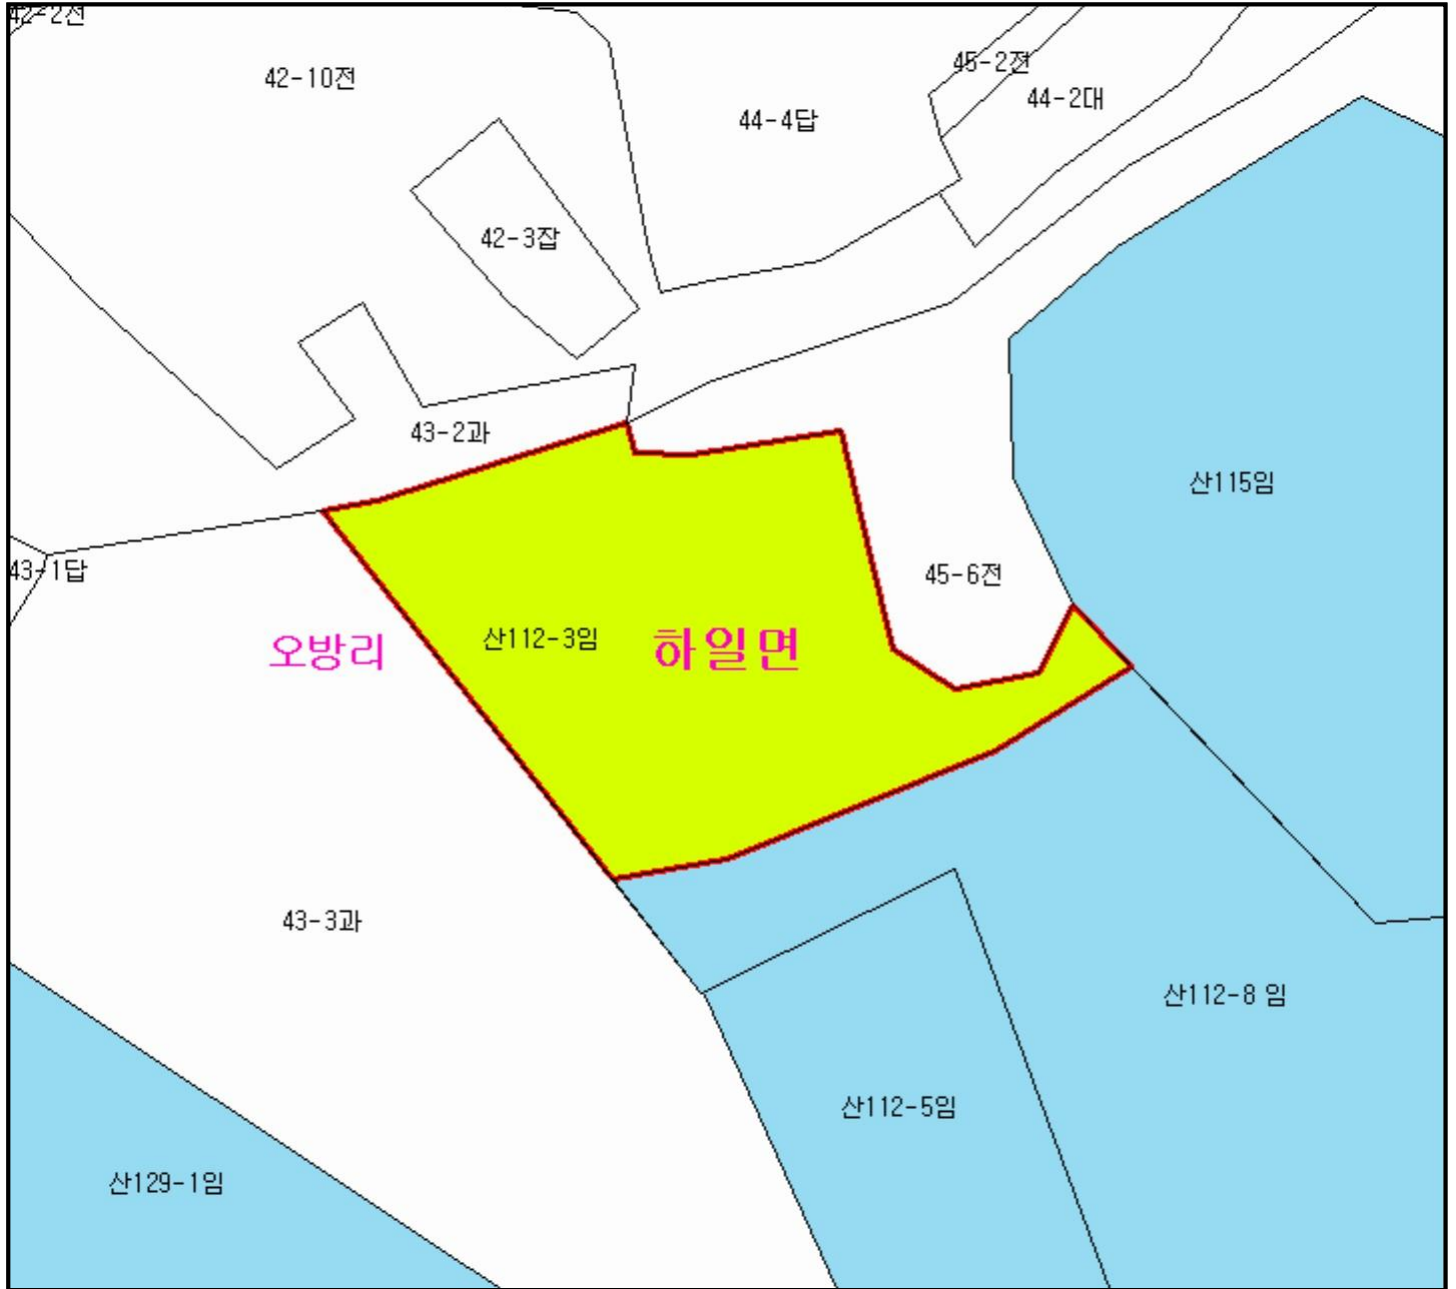 42-2전
45-2전
42-10전
44-2대
44-4답
42-3잡
43-2과
산115임
43-1답
45-6전
산112-3임
하일면
오방리
43-3과
산112-8 임
산112-5임
산129-1임